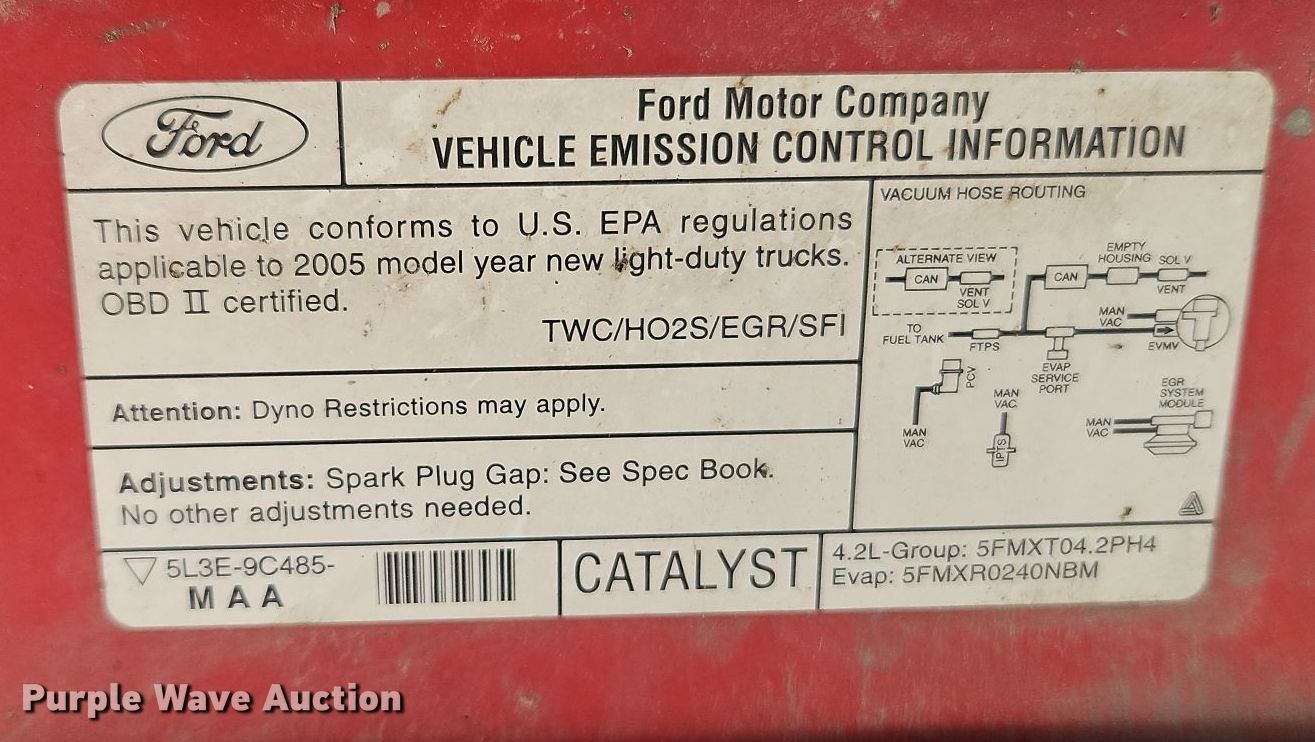 Ford
Ford Motor Company
VEHICLE EMISSION CONTROL INFORMATION
This vehicle conforms to U.S. EPA regulations
applicable to 2005 model year new light-duty trucks.
OBD II certified.
TWC/HO2S/EGR/SFI
Attention: Dyno Restrictions may apply.
Adjustments: Spark Plug Gap: See Spec Book.
No other adjustments needed.
VACUUM HOSE ROUTING
ALTERNATE VIEW
CAN
VENT
SOL V
CAN
EMPTY
HOUSING
SOL V
VENT
TO
FUEL TANK
FTPS
MAN
VAC
EVMV
EVAP
SERVICE
PORT
PCV
MAN
VAC
MAN
VAC
IPTS
EGR
SYSTEM
MODULE
MAN
VAC
5L3E-9C485-
MAA
CATALYST
4.2L-Group: 5FMXT04.2PH4
Evap: 5FMXR0240NBM
Purple Wave Auction